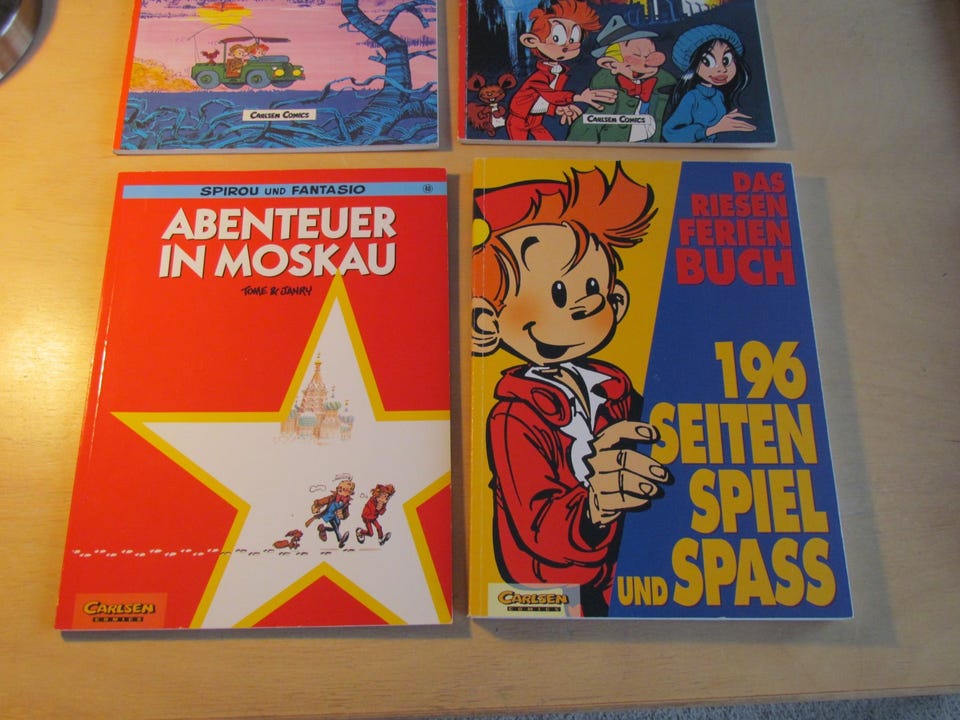 CARLSEN COMICS
CARLSEN COMICS
SPIROU UND FANTASIO 40
ABENTEUER
IN MOSKAU
TOME & JANRY
CARLSEN
COMICS
DAS
RIESEN
FERIEN
BUCH
196
SEITEN
SPIEL
UND SPASS
CARLSEN
COMICS